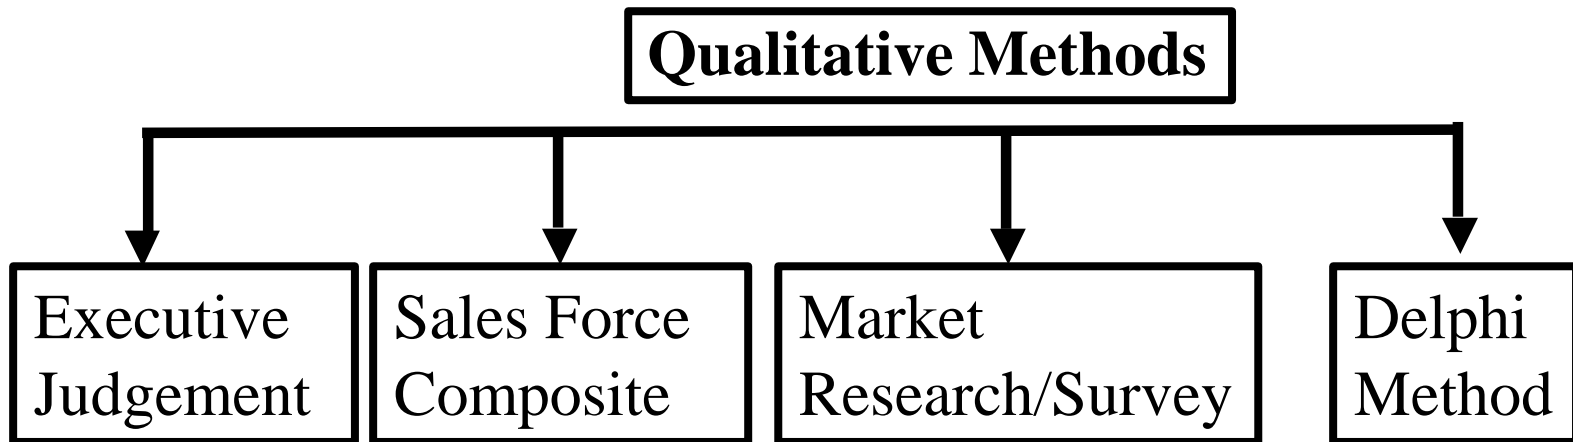 Qualitative Methods
Executive
Judgement
Sales Force
Composite
Market
Research/Survey
Delphi
Method